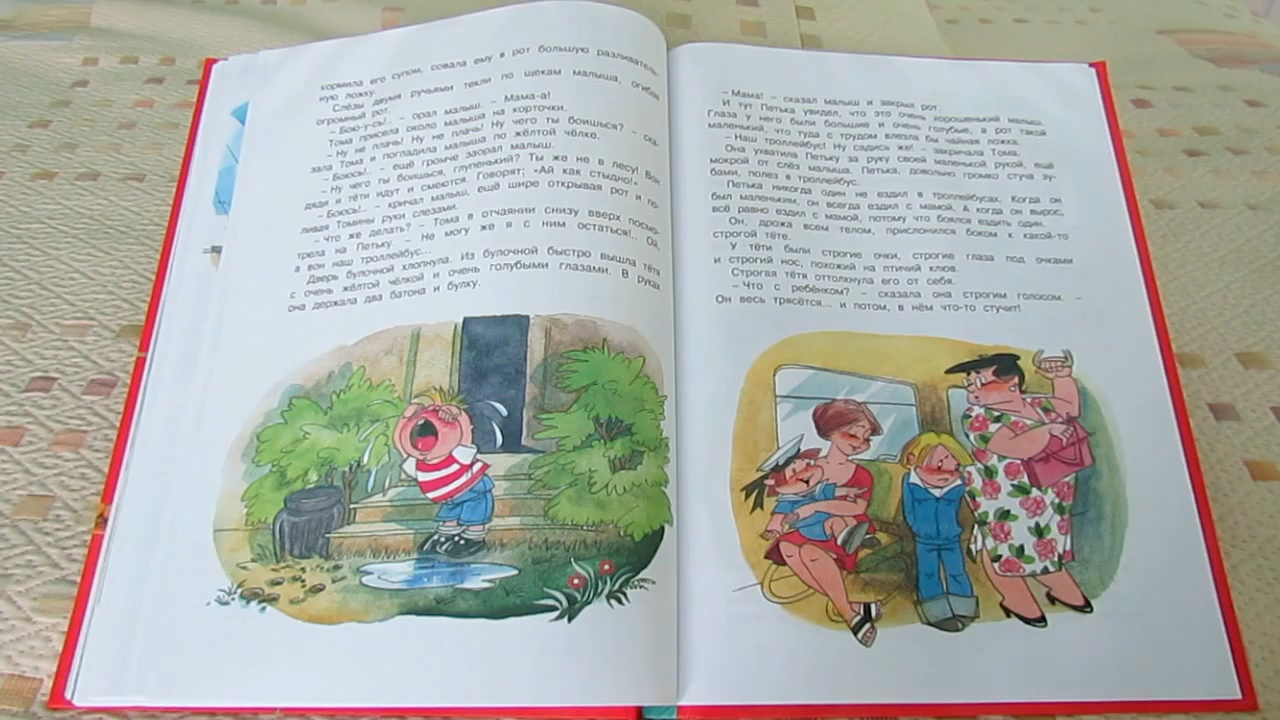 кормила его супом, совала ему в рот большую разливатель-
ную ложку.
Слёзы двумя ручьями текли по щекам малыша, огибая
огромный рот.
– Бою-у-сь!.. – орал малыш. – Мама-а!
Тома присела около малыша на корточки.
– Ну не плачь! Ну не плачь! Ну чего ты боишься? – ска-
зала Тома и погладила малыша по жёлтой чёлке.
– Боюсь!.. – ещё громче заорал малыш.
– Ну чего ты боишься, глупенький? Ты же не в лесу! Вон
дяди и тёти идут и смеются. Говорят: «Ай как стыдно!»
– Боюсь!.. – кричал малыш, ещё шире открывая рот и по-
ливая Томины руки слезами.
– Что же делать? – Тома в отчаянии снизу вверх посмо-
трела на Петьку. – Не могу же я с ним остаться!.. Ой,
а вон наш троллейбус...
Дверь булочной хлопнула. Из булочной быстро вышла тётя
с очень жёлтой чёлкой и очень голубыми глазами. В руках
она держала два батона и булку.
– Мама! – сказал малыш и закрыл рот.
И тут Петька увидел, что это очень хорошенький малыш.
Глаза у него были большие и очень голубые, а рот такой
маленький, что туда с трудом влезла бы чайная ложка.
– Наш троллейбус! Ну садись же! – закричала Тома.
Она ухватила Петьку за руку своей маленькой рукой, ещё
мокрой от слёз малыша. Петька, довольно громко стуча зу-
бами, полез в троллейбус.
Петька никогда один не ездил в троллейбусах. Когда он
был маленьким, он всегда ездил с мамой. А когда он вырос,
всё равно ездил с мамой, потому что боялся ездить один.
Он, дрожа всем телом, прислонился боком к какой-то
строгой тёте.
У тёти были строгие очки, строгие глаза под очками
и строгий нос, похожий на птичий клюв.
Строгая тётя оттолкнула его от себя.
– Что с ребёнком? – сказала она строгим голосом. –
Он весь трясётся... и потом, в нём что-то стучит!